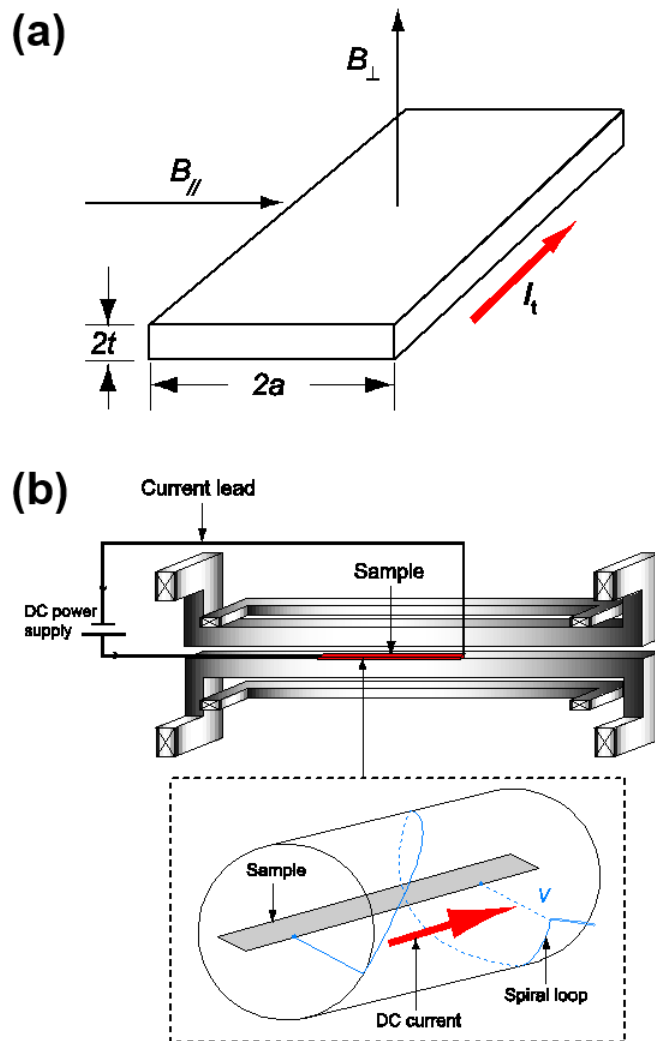 (a)
B⊥
B//
It
2t
2a
(b)
Current lead
Sample
DC power
supply
Sample
V
Spiral loop
DC current